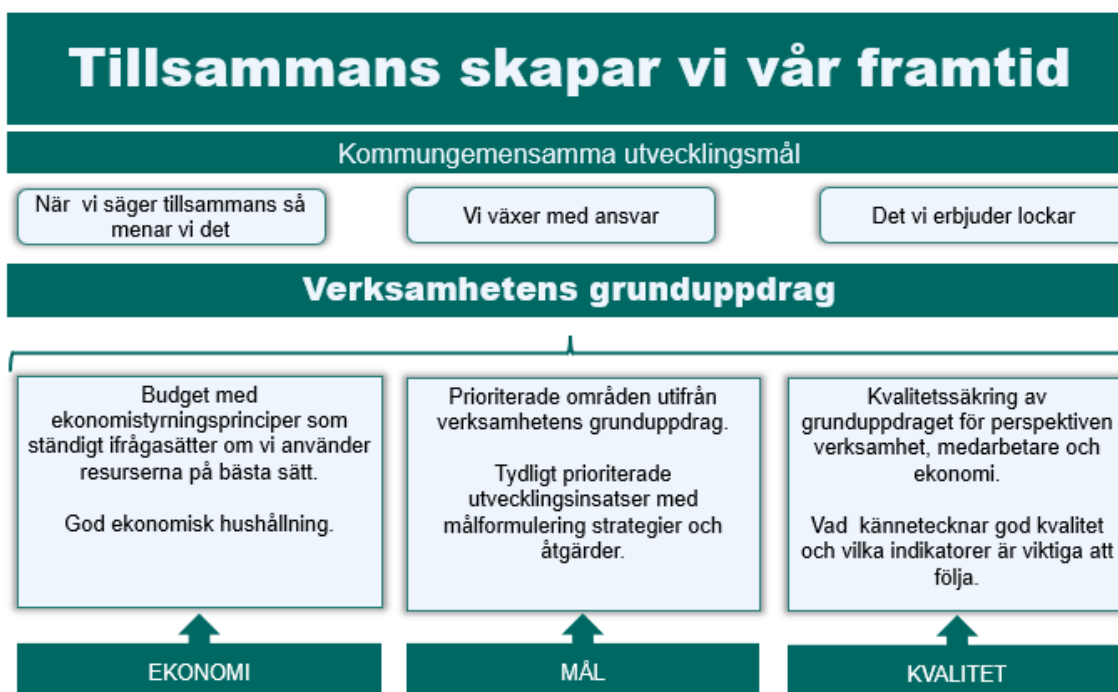 Tillsammans skapar vi vår framtid
Kommungemensamma utvecklingsmål
När vi säger tillsammans så
menar vi det
Vi växer med ansvar
Det vi erbjuder lockar
Verksamhetens grunduppdrag
Budget med
ekonomistyrningsprinciper som
ständigt ifrågasätter om vi använder
resurserna på bästa sätt.
God ekonomisk hushållning.
Prioriterade områden utifrån
verksamhetens grunduppdrag.
Tydligt prioriterade
utvecklingsinsatser med
målformulering strategier och
åtgärder.
Kvalitetssäkring av
grunduppdraget för perspektiven
verksamhet, medarbetare och
ekonomi.
Vad kännetecknar god kvalitet
och vilka indikatorer är viktiga att
följa.
EKONOMI
MÅL
KVALITET